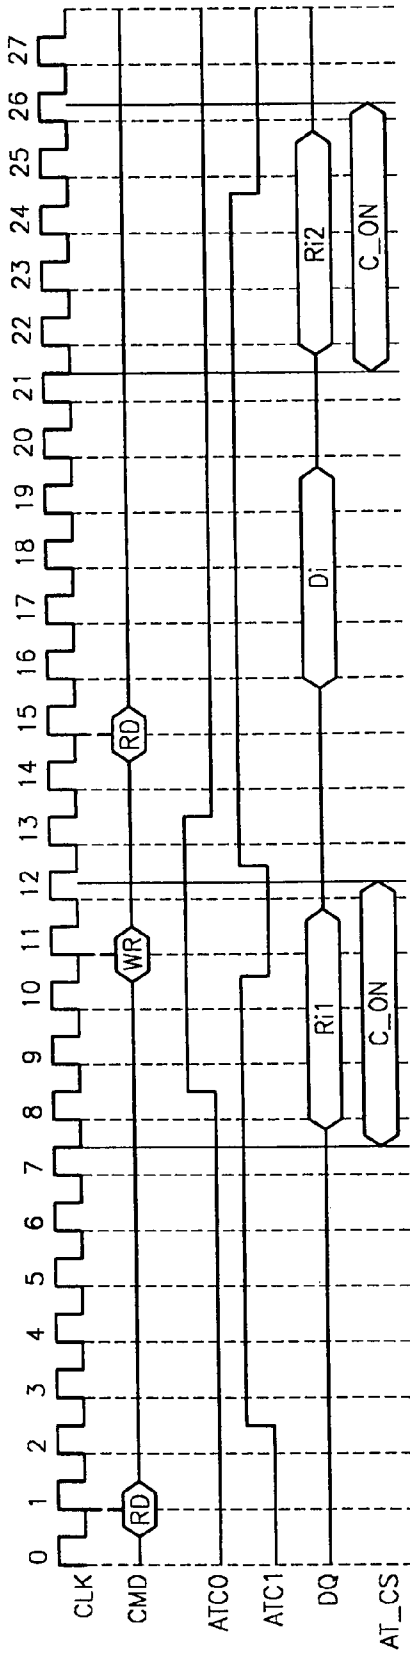 0 1 2 3 4 5 6 7 8 9 10 11 12 13 14 15 16 17 18 19 20 21 22 23 24 25 26 27
CLK
CMD RD WR RD
ATC0
ATC1
DQ Ri1 Di Ri2
AT_CS C_ON C_ON